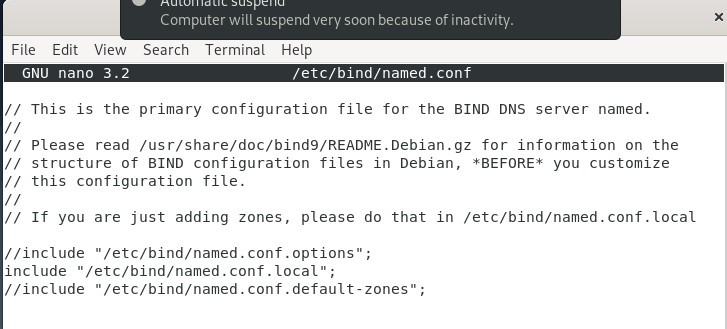 Automatic suspend
Computer will suspend very soon because of inactivity.
File Edit View Search Terminal Help
GNU nano 3.2 /etc/bind/named.conf
// This is the primary configuration file for the BIND DNS server named.
//
// Please read /usr/share/doc/bind9/README.Debian.gz for information on the
// structure of BIND configuration files in Debian, *BEFORE* you customize
// this configuration file.
//
// If you are just adding zones, please do that in /etc/bind/named.conf.local
//include "/etc/bind/named.conf.options";
include "/etc/bind/named.conf.local";
//include "/etc/bind/named.conf.default-zones";